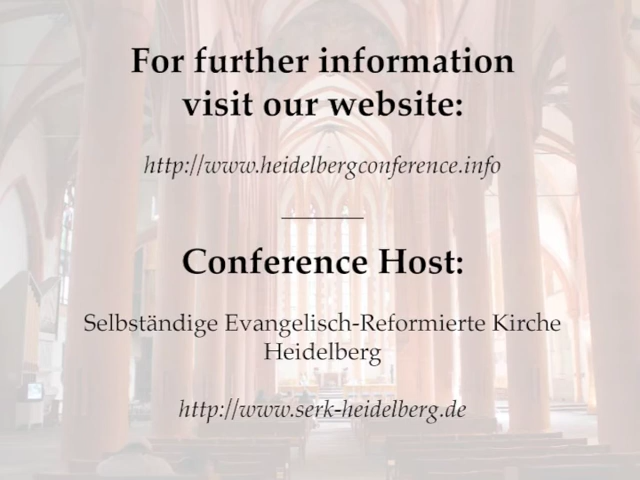 For further information
visit our website:
http://www.heidelbergconference.info
Conference Host:
Selbständige Evangelisch-Reformierte Kirche
Heidelberg
http://www.serk-heidelberg.de